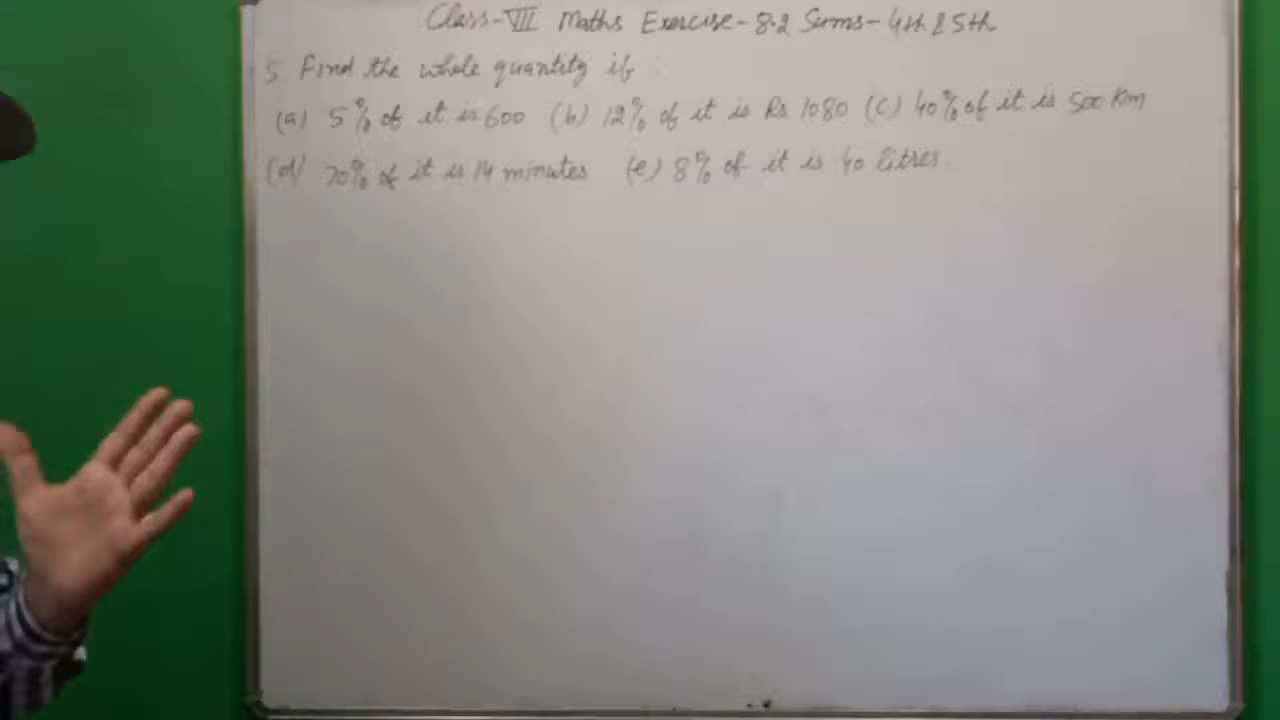 Class-VII Maths Exercise-8.2 Sums-4th & 5th
5. Find the whole quantity if :
(a) 5% of it is 600 (b) 12% of it is Rs 1080 (c) 40% of it is 500 Km
(d) 70% of it is 14 minutes (e) 8% of it is 40 litres.